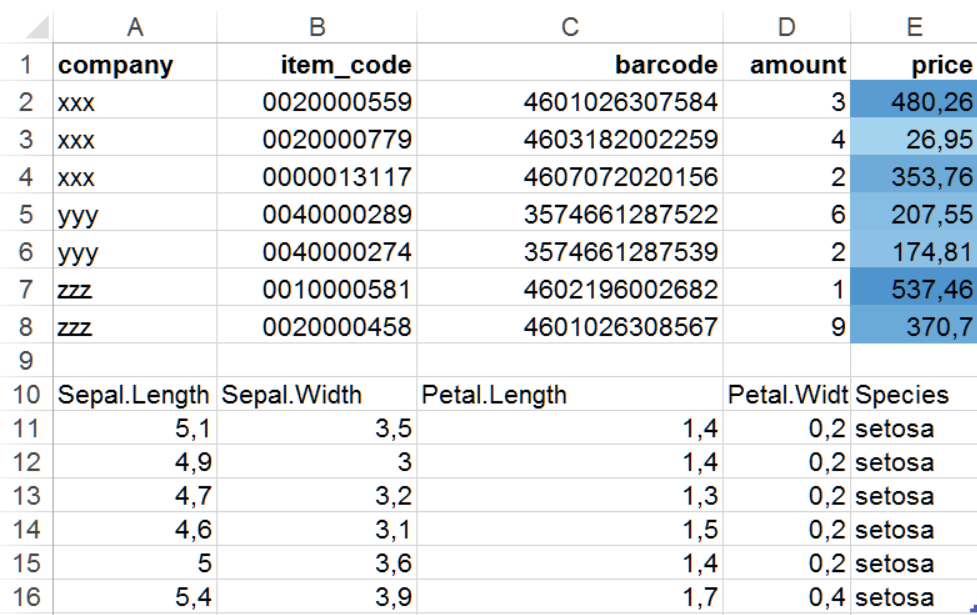 A B C D E
1 company item_code barcode amount price
2 xxx 0020000559 4601026307584 3 480,26
3 xxx 0020000779 4603182002259 4 26,95
4 xxx 0000013117 4607072020156 2 353,76
5 yyy 0040000289 3574661287522 6 207,55
6 yyy 0040000274 3574661287539 2 174,81
7 zzz 0010000581 4602196002682 1 537,46
8 zzz 0020000458 4601026308567 9 370,7
9
10 Sepal.Length Sepal.Width Petal.Length Petal.Widt Species
11 5,1 3,5 1,4 0,2 setosa
12 4,9 3 1,4 0,2 setosa
13 4,7 3,2 1,3 0,2 setosa
14 4,6 3,1 1,5 0,2 setosa
15 5 3,6 1,4 0,2 setosa
16 5,4 3,9 1,7 0,4 setosa